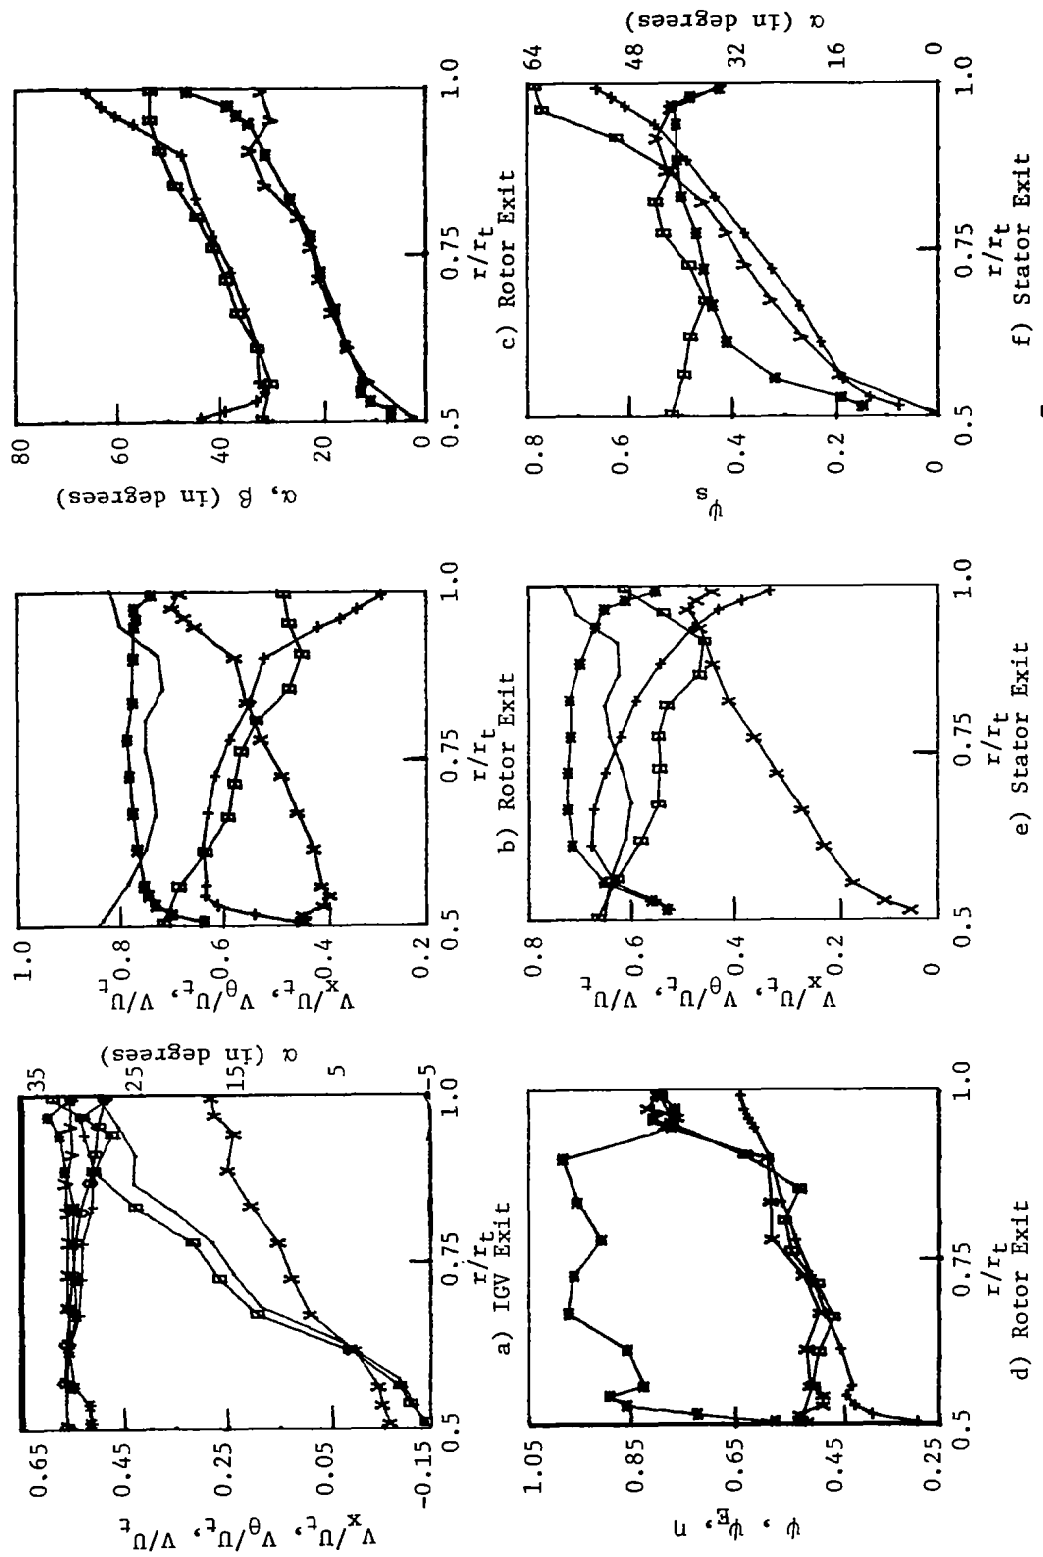 0.65
0.45
0.25
0.05
-0.15
35
25
15
5
-5
0.5
0.75
1.0
V_x/U_t, V_θ/U_t, V/U_t
α (in degrees)
r/r_t
a) IGV Exit
1.0
0.8
0.6
0.4
0.2
0.5
0.75
1.0
V_x/U_t, V_θ/U_t, V/U_t
r/r_t
b) Rotor Exit
80
60
40
20
0
0.5
0.75
1.0
α, β (in degrees)
r/r_t
c) Rotor Exit
1.05
0.85
0.65
0.45
0.25
0.5
0.75
1.0
ψ, ψ_E, η
r/r_t
d) Rotor Exit
0.8
0.6
0.4
0.2
0
0.5
0.75
1.0
V_x/U_t, V_θ/U_t, V/U_t
r/r_t
e) Stator Exit
0.8
0.6
0.4
0.2
0
64
48
32
16
0
0.5
0.75
1.0
ψ_s
α (in degrees)
r/r_t
f) Stator Exit